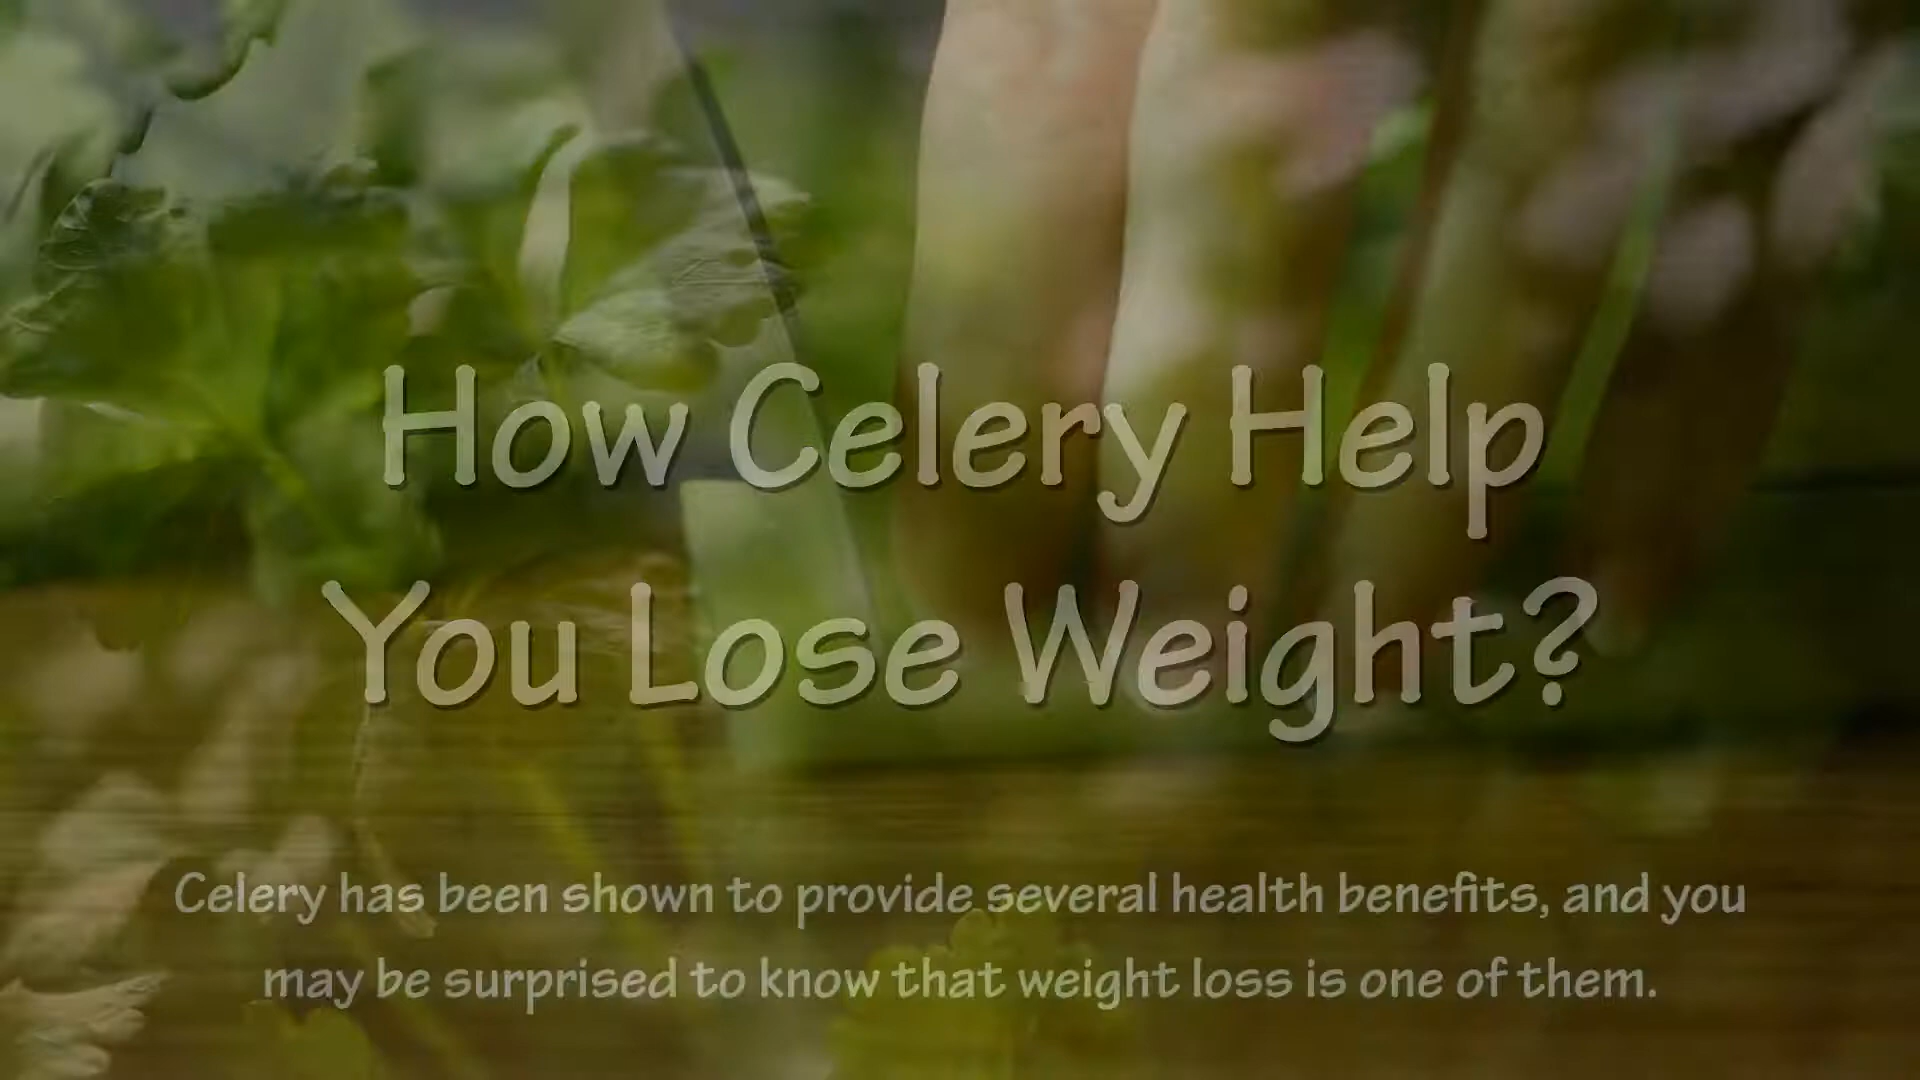 How Celery Help
You Lose Weight?
Celery has been shown to provide several health benefits, and you
may be surprised to know that weight loss is one of them.